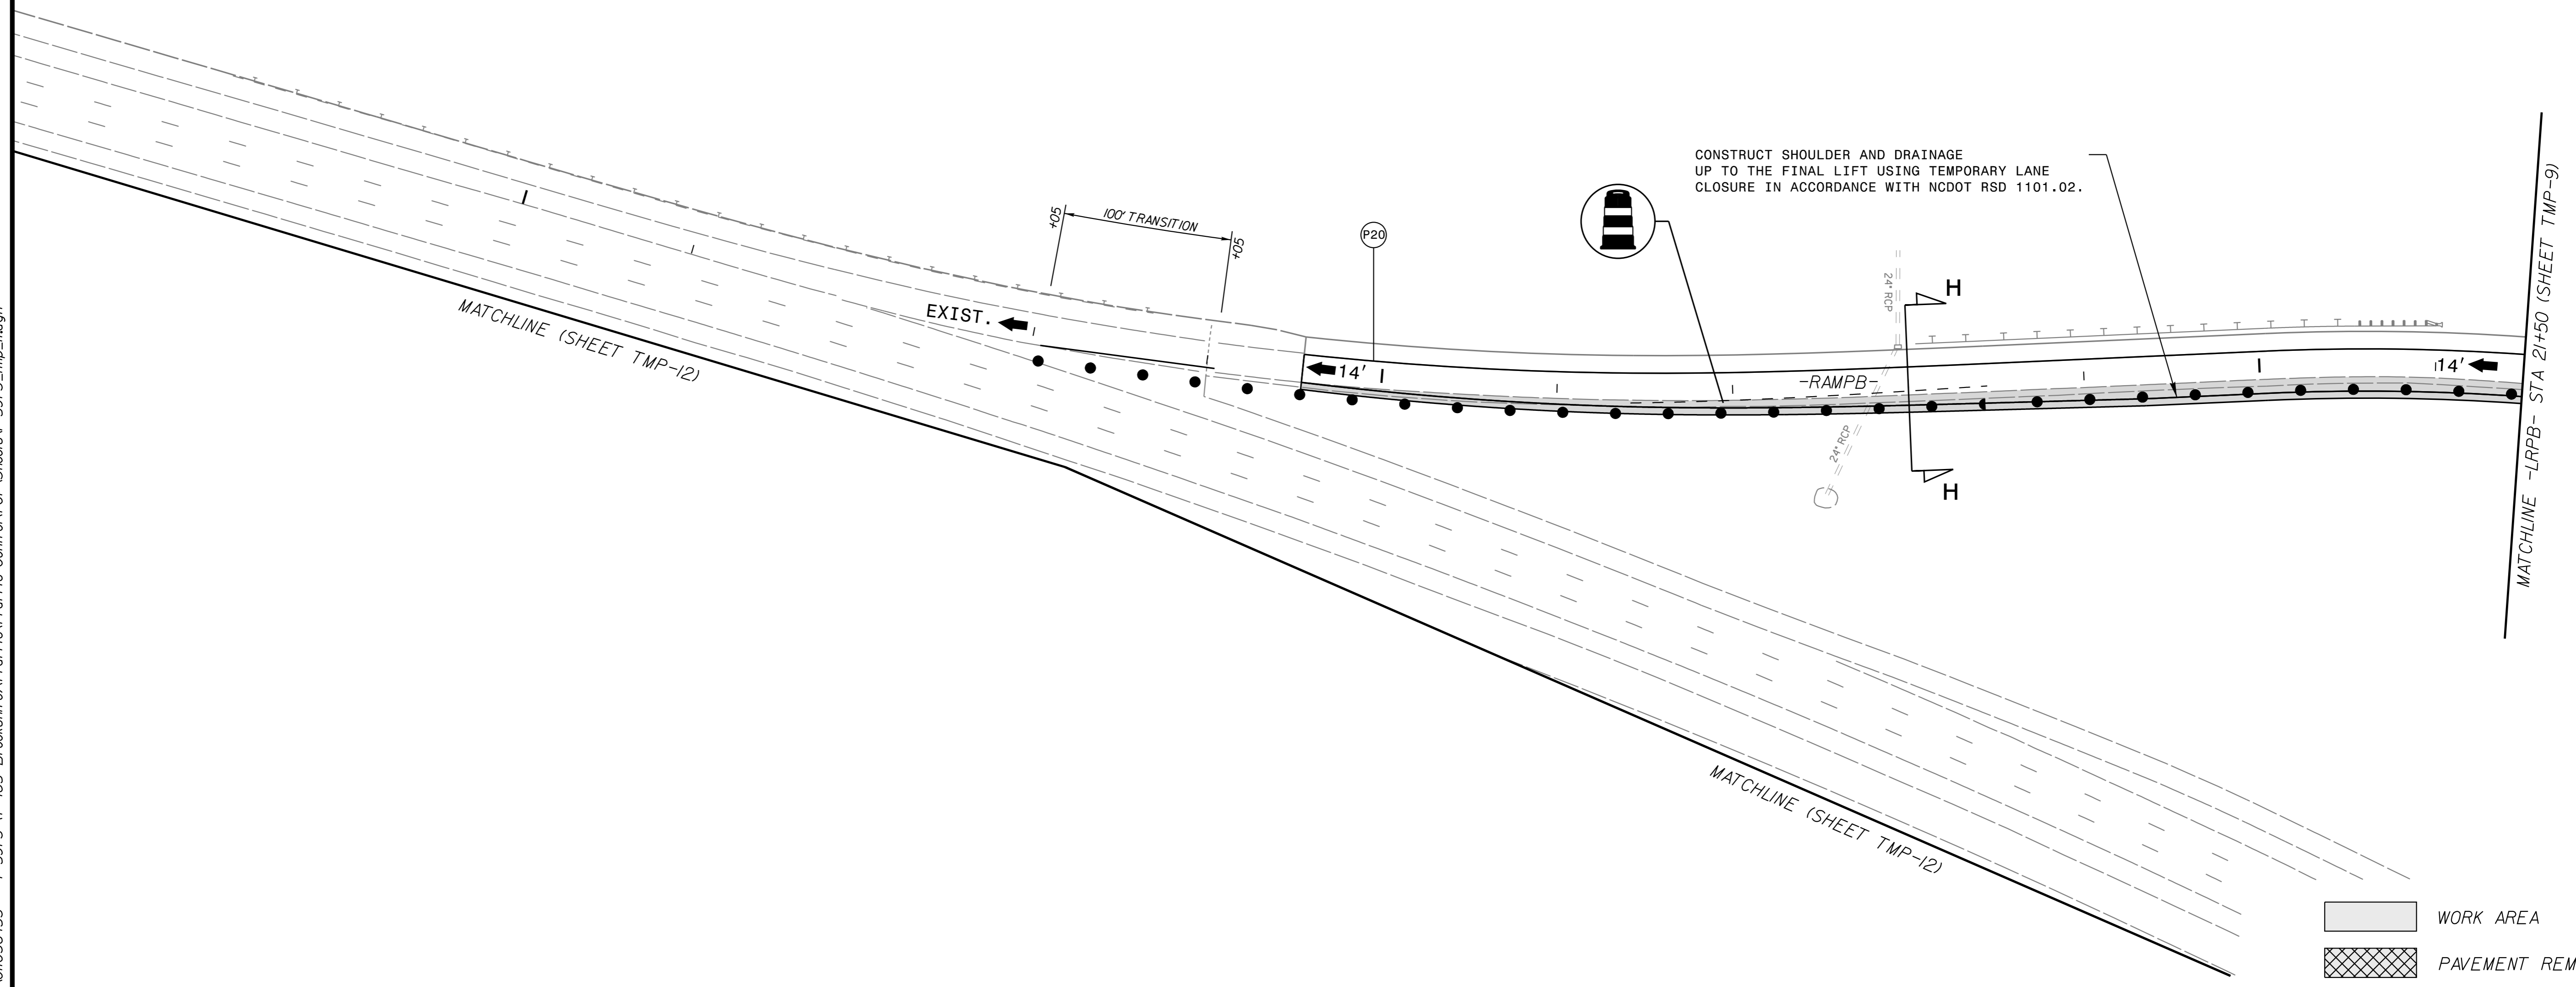 CONSTRUCT SHOULDER AND DRAINAGE
UP TO THE FINAL LIFT USING TEMPORARY LANE
CLOSURE IN ACCORDANCE WITH NCDOT RSD 1101.02.
+05
100' TRANSITION
+05
P20
EXIST.
14'
-RAMPB-
24" RCP
24" RCP
H
H
14'
MATCHLINE -LRPB- STA 21+50 (SHEET TMP-9)
MATCHLINE (SHEET TMP-12)
MATCHLINE (SHEET TMP-12)
WORK AREA
PAVEMENT REM